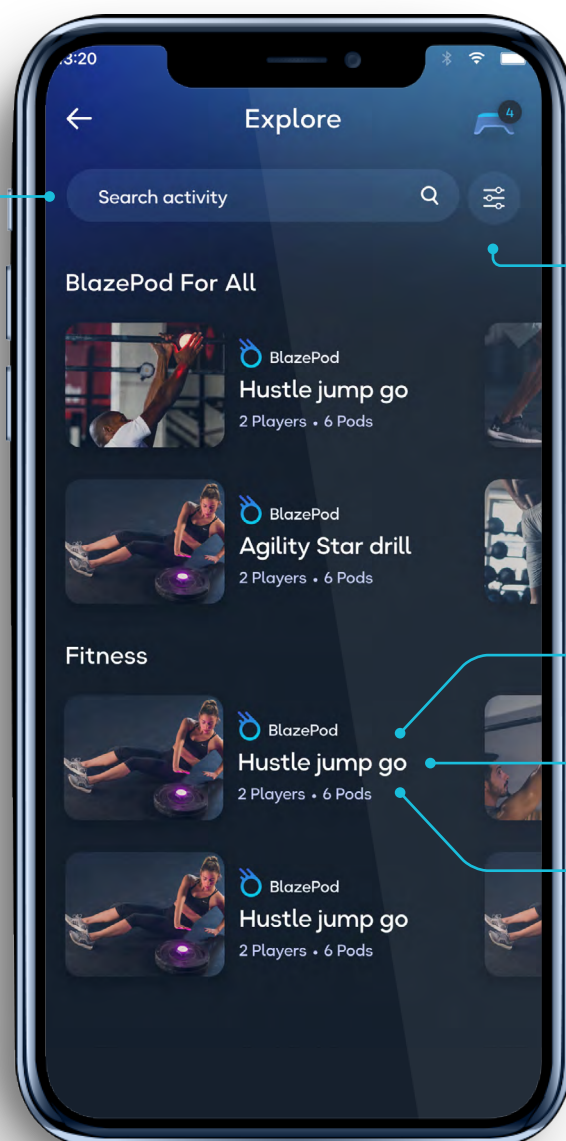 3:20
Explore
4
Search activity
BlazePod For All
BlazePod
Hustle jump go
2 Players • 6 Pods
BlazePod
Agility Star drill
2 Players • 6 Pods
Fitness
BlazePod
Hustle jump go
2 Players • 6 Pods
BlazePod
Hustle jump go
2 Players • 6 Pods